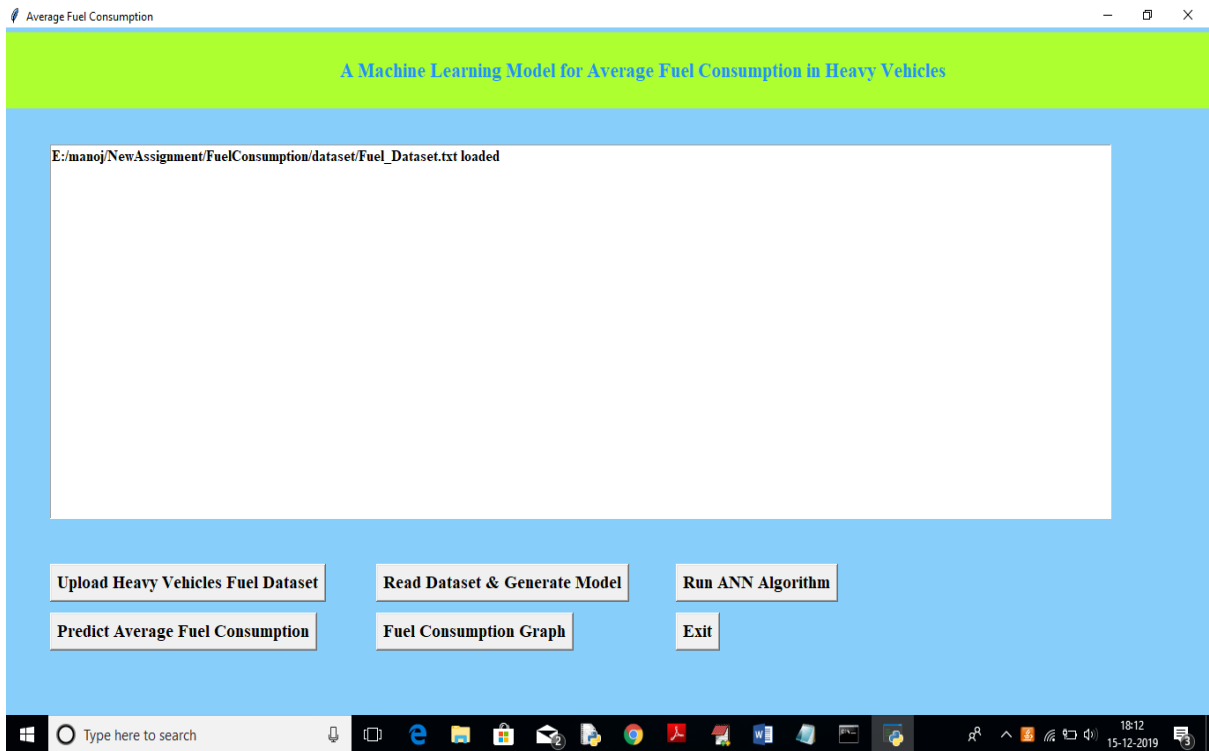 Average Fuel Consumption
A Machine Learning Model for Average Fuel Consumption in Heavy Vehicles
E:/manoj/NewAssignment/FuelConsumption/dataset/Fuel_Dataset.txt loaded
Upload Heavy Vehicles Fuel Dataset
Read Dataset & Generate Model
Run ANN Algorithm
Predict Average Fuel Consumption
Fuel Consumption Graph
Exit
Type here to search
2
18:12
15-12-2019
3